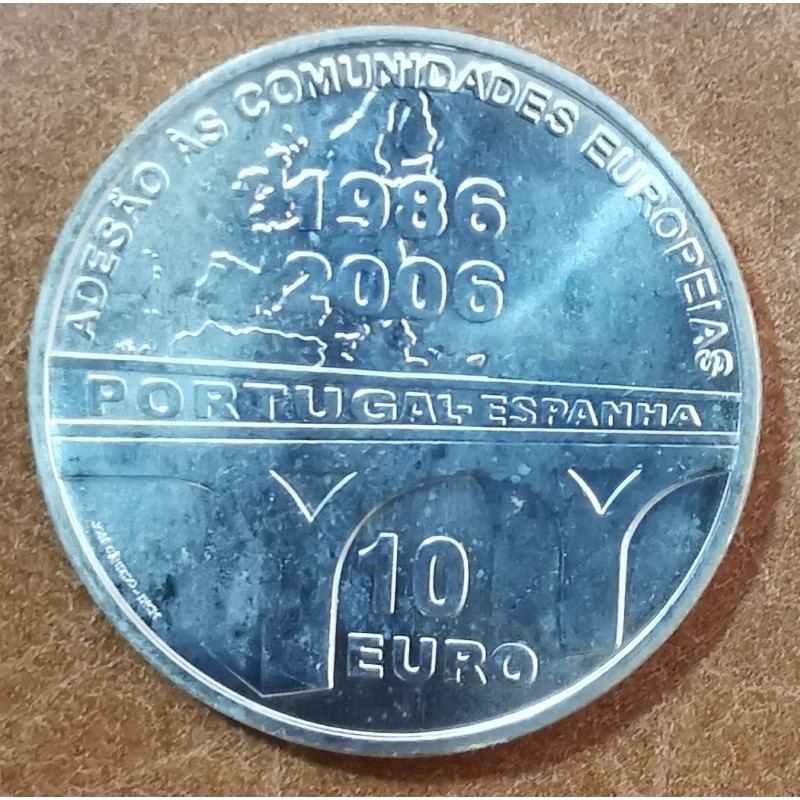 ADESÃO ÀS COMUNIDADES EUROPEIAS
1986
2006
PORTUGAL-ESPANHA
10
EURO